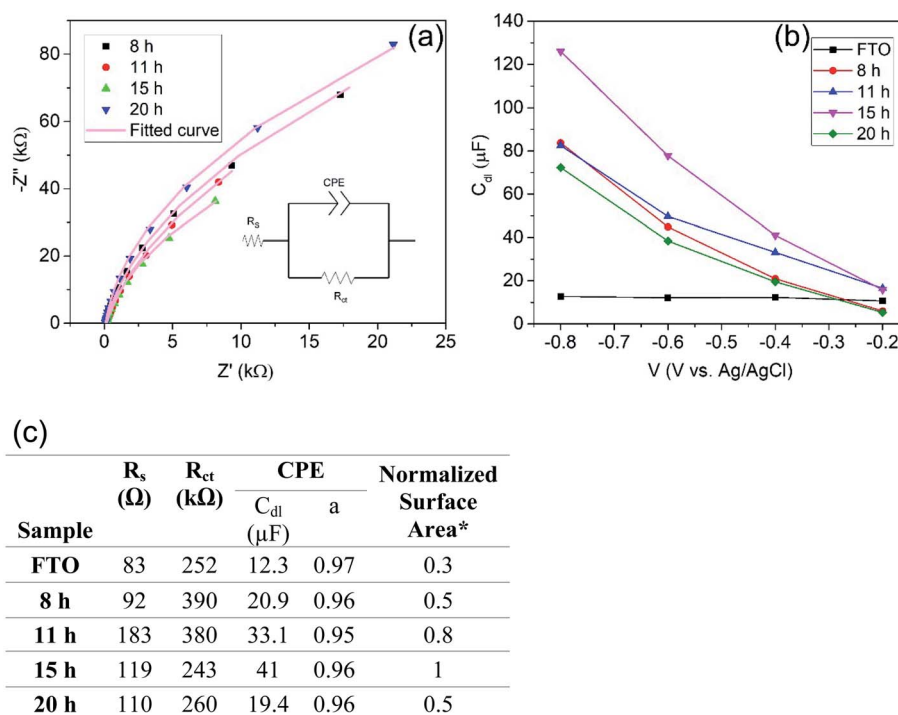 (a)
80
60
40
20
0
-Z'' (kΩ)
8 h
11 h
15 h
20 h
Fitted curve
CPE
Rs
Rct
0 5 10 15 20 25
Z' (kΩ)
(b)
140
120
100
80
60
40
20
0
Cdl (µF)
FTO
8 h
11 h
15 h
20 h
-0.8 -0.7 -0.6 -0.5 -0.4 -0.3 -0.2
V (V vs. Ag/AgCl)
(c)
Sample Rs (Ω) Rct (kΩ) CPE Normalized Surface Area*
Cdl (µF) a
FTO 83 252 12.3 0.97 0.3
8 h 92 390 20.9 0.96 0.5
11 h 183 380 33.1 0.95 0.8
15 h 119 243 41 0.96 1
20 h 110 260 19.4 0.96 0.5